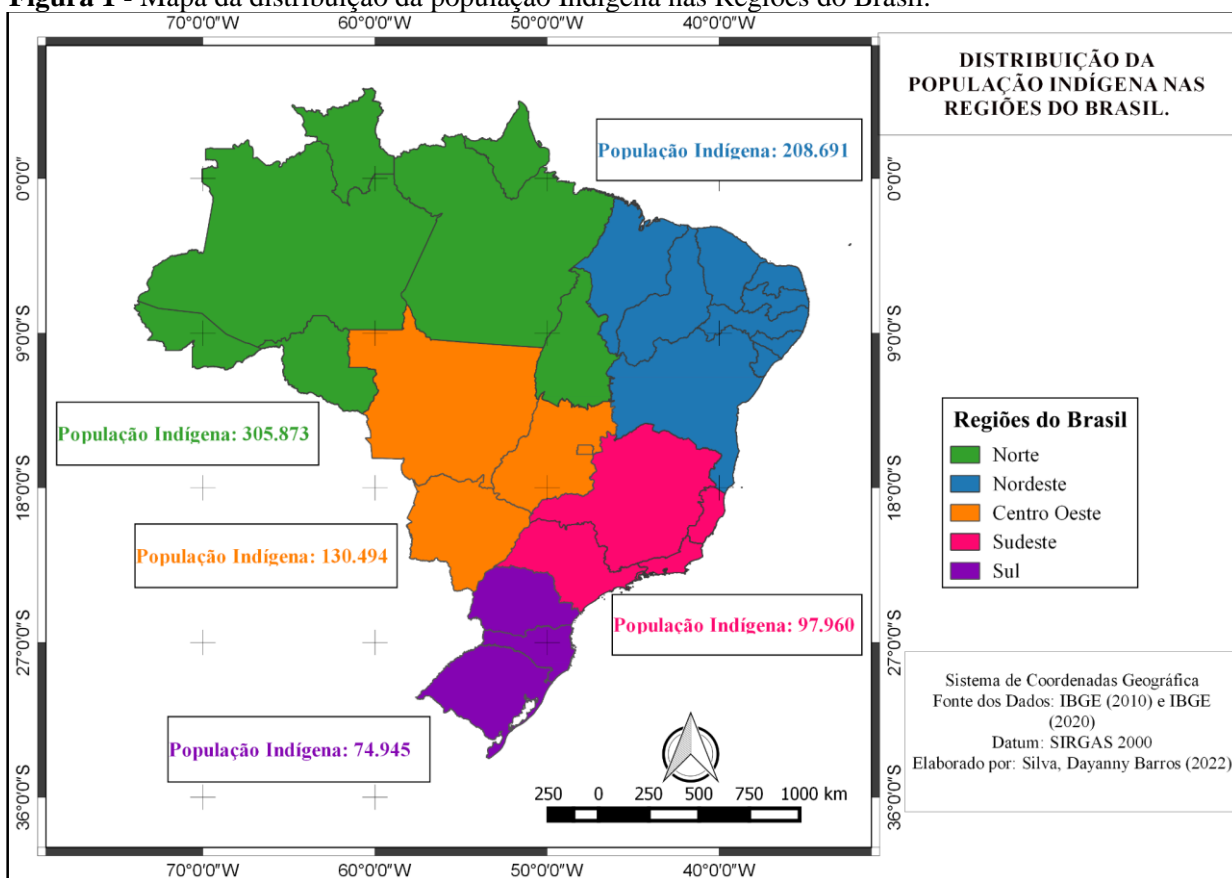 Figura 1 - Mapa da distribuição da população Indígena nas Regiões do Brasil.
70°0'0"W 60°0'0"W 50°0'0"W 40°0'0"W
DISTRIBUIÇÃO DA
POPULAÇÃO INDÍGENA NAS
REGIÕES DO BRASIL.
População Indígena: 208.691
0°0'0" 0°0'0"
9°0'0"S 9°0'0"S
População Indígena: 305.873
Regiões do Brasil
Norte
Nordeste
Centro Oeste
Sudeste
Sul
18°0'0"S 18°0'0"S
População Indígena: 130.494
População Indígena: 97.960
27°0'0"S 27°0'0"S
Sistema de Coordenadas Geográfica
Fonte dos Dados: IBGE (2010) e IBGE
(2020)
Datum: SIRGAS 2000
Elaborado por: Silva, Dayanny Barros (2022)
População Indígena: 74.945
250 0 250 500 750 1000 km
36°0'0"S 36°0'0"S
70°0'0"W 60°0'0"W 50°0'0"W 40°0'0"W